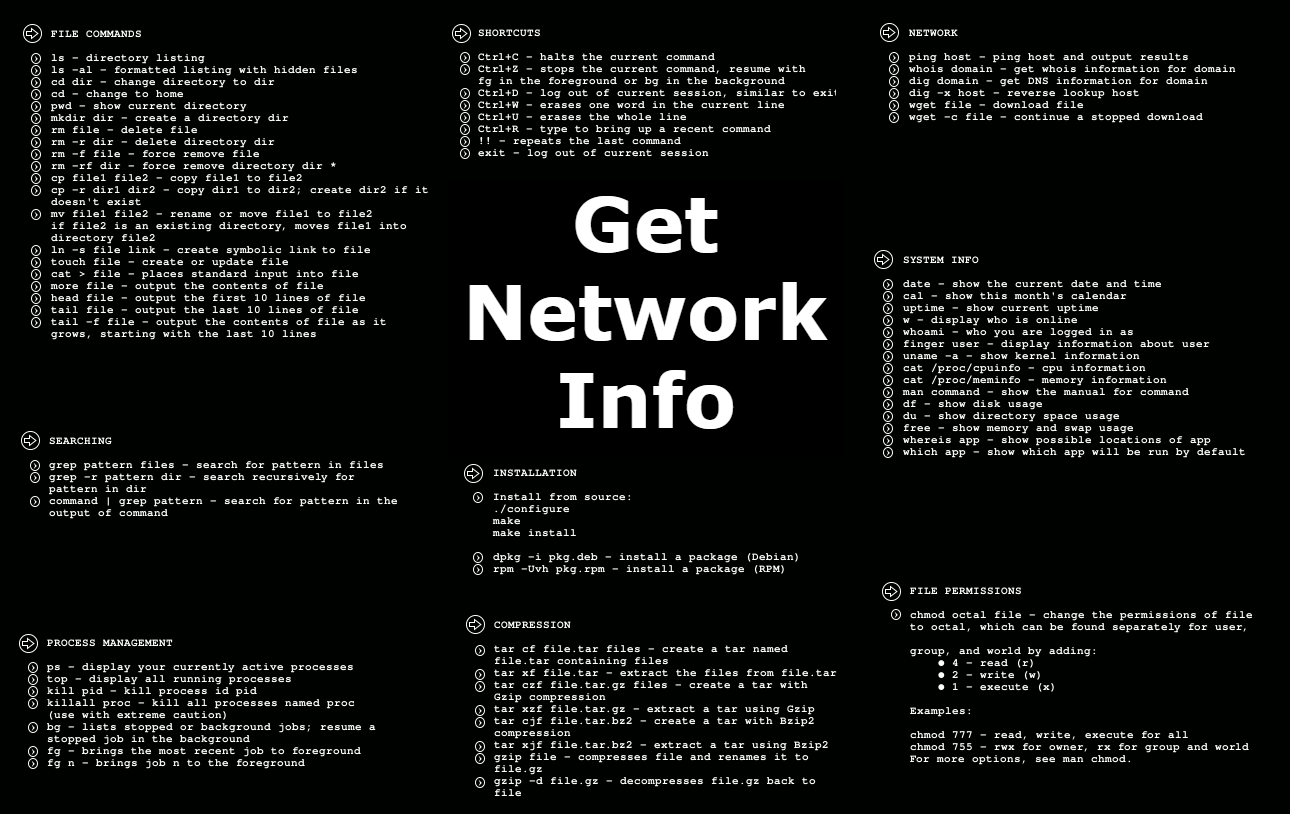 FILE COMMANDS
ls - directory listing
ls -al - formatted listing with hidden files
cd dir - change directory to dir
cd - change to home
pwd - show current directory
mkdir dir - create a directory dir
rm file - delete file
rm -r dir - delete directory dir
rm -f file - force remove file
rm -rf dir - force remove directory dir *
cp file1 file2 - copy file1 to file2
cp -r dir1 dir2 - copy dir1 to dir2; create dir2 if it
doesn't exist
mv file1 file2 - rename or move file1 to file2
if file2 is an existing directory, moves file1 into
directory file2
ln -s file link - create symbolic link to file
touch file - create or update file
cat > file - places standard input into file
more file - output the contents of file
head file - output the first 10 lines of file
tail file - output the last 10 lines of file
tail -f file - output the contents of file as it
grows, starting with the last 10 lines
SEARCHING
grep pattern files - search for pattern in files
grep -r pattern dir - search recursively for
pattern in dir
command | grep pattern - search for pattern in the
output of command
PROCESS MANAGEMENT
ps - display your currently active processes
top - display all running processes
kill pid - kill process id pid
killall proc - kill all processes named proc
(use with extreme caution)
bg - lists stopped or background jobs; resume a
stopped job in the background
fg - brings the most recent job to foreground
fg n - brings job n to the foreground
SHORTCUTS
Ctrl+C - halts the current command
Ctrl+Z - stops the current command, resume with
fg in the foreground or bg in the background
Ctrl+D - log out of current session, similar to exit
Ctrl+W - erases one word in the current line
Ctrl+U - erases the whole line
Ctrl+R - type to bring up a recent command
!! - repeats the last command
exit - log out of current session
Get
Network
Info
INSTALLATION
Install from source:
./configure
make
make install
dpkg -i pkg.deb - install a package (Debian)
rpm -Uvh pkg.rpm - install a package (RPM)
COMPRESSION
tar cf file.tar files - create a tar named
file.tar containing files
tar xf file.tar - extract the files from file.tar
tar czf file.tar.gz files - create a tar with
Gzip compression
tar xzf file.tar.gz - extract a tar using Gzip
tar cjf file.tar.bz2 - create a tar with Bzip2
compression
tar xjf file.tar.bz2 - extract a tar using Bzip2
gzip file - compresses file and renames it to
file.gz
gzip -d file.gz - decompresses file.gz back to
file
NETWORK
ping host - ping host and output results
whois domain - get whois information for domain
dig domain - get DNS information for domain
dig -x host - reverse lookup host
wget file - download file
wget -c file - continue a stopped download
SYSTEM INFO
date - show the current date and time
cal - show this month's calendar
uptime - show current uptime
w - display who is online
whoami - who you are logged in as
finger user - display information about user
uname -a - show kernel information
cat /proc/cpuinfo - cpu information
cat /proc/meminfo - memory information
man command - show the manual for command
df - show disk usage
du - show directory space usage
free - show memory and swap usage
whereis app - show possible locations of app
which app - show which app will be run by default
FILE PERMISSIONS
chmod octal file - change the permissions of file
to octal, which can be found separately for user,
group, and world by adding:
● 4 - read (r)
● 2 - write (w)
● 1 - execute (x)
Examples:
chmod 777 - read, write, execute for all
chmod 755 - rwx for owner, rx for group and world
For more options, see man chmod.